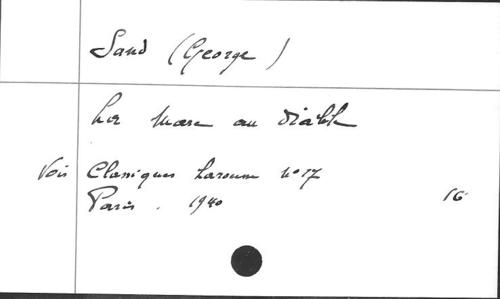 Sand (George)
La Mare au Diable
Voir Classiques Larousse n° 17
Paris. 1940 16